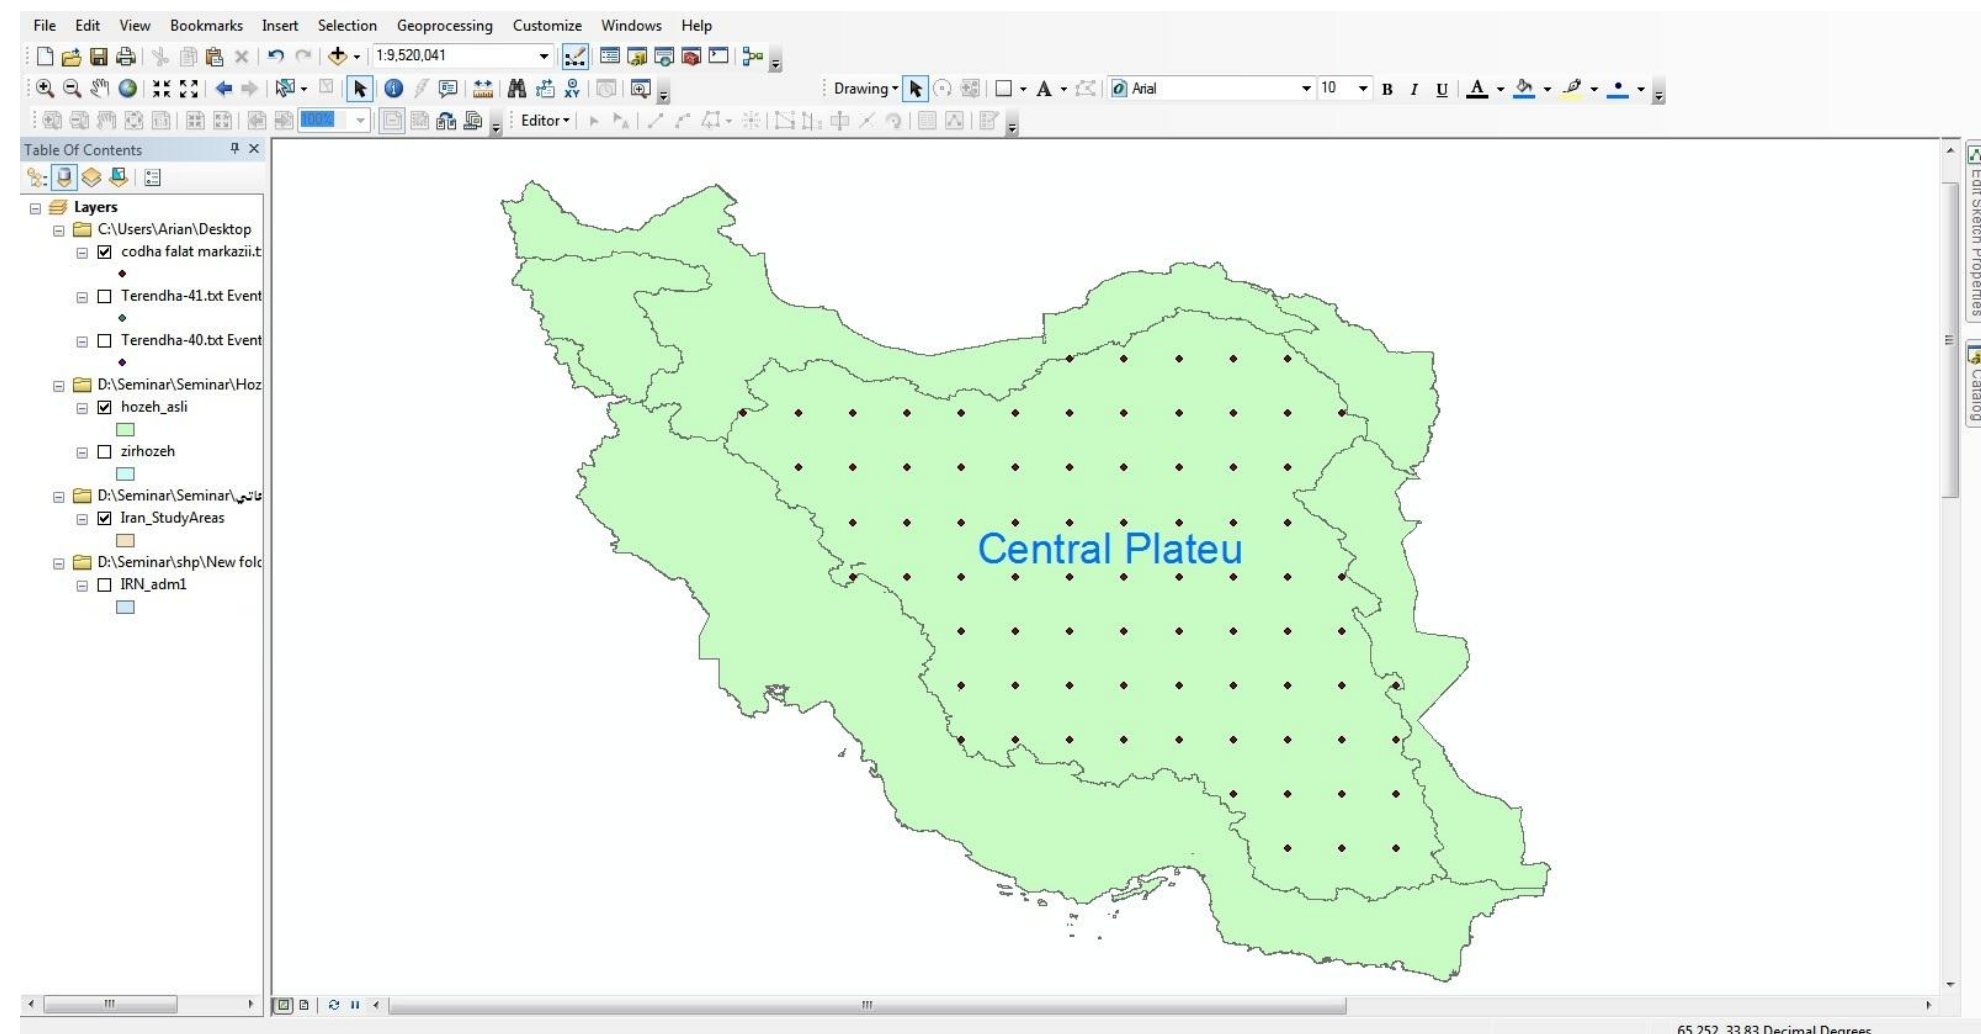 File Edit View Bookmarks Insert Selection Geoprocessing Customize Windows Help
1:9,520,041
Drawing A Arial 10 B I U A
100% Editor
Table Of Contents
Layers
C:\Users\Arian\Desktop
codha falat markazii.t
Terendha-41.txt Event
Terendha-40.txt Event
D:\Seminar\Seminar\Hoz
hozeh_asli
zirhozeh
D:\Seminar\Seminar\
Iran_StudyAreas
D:\Seminar\shp\New fold
IRN_adm1
Central Plateu
Edit Sketch Properties
Catalog
65.252 33.83 Decimal Degrees